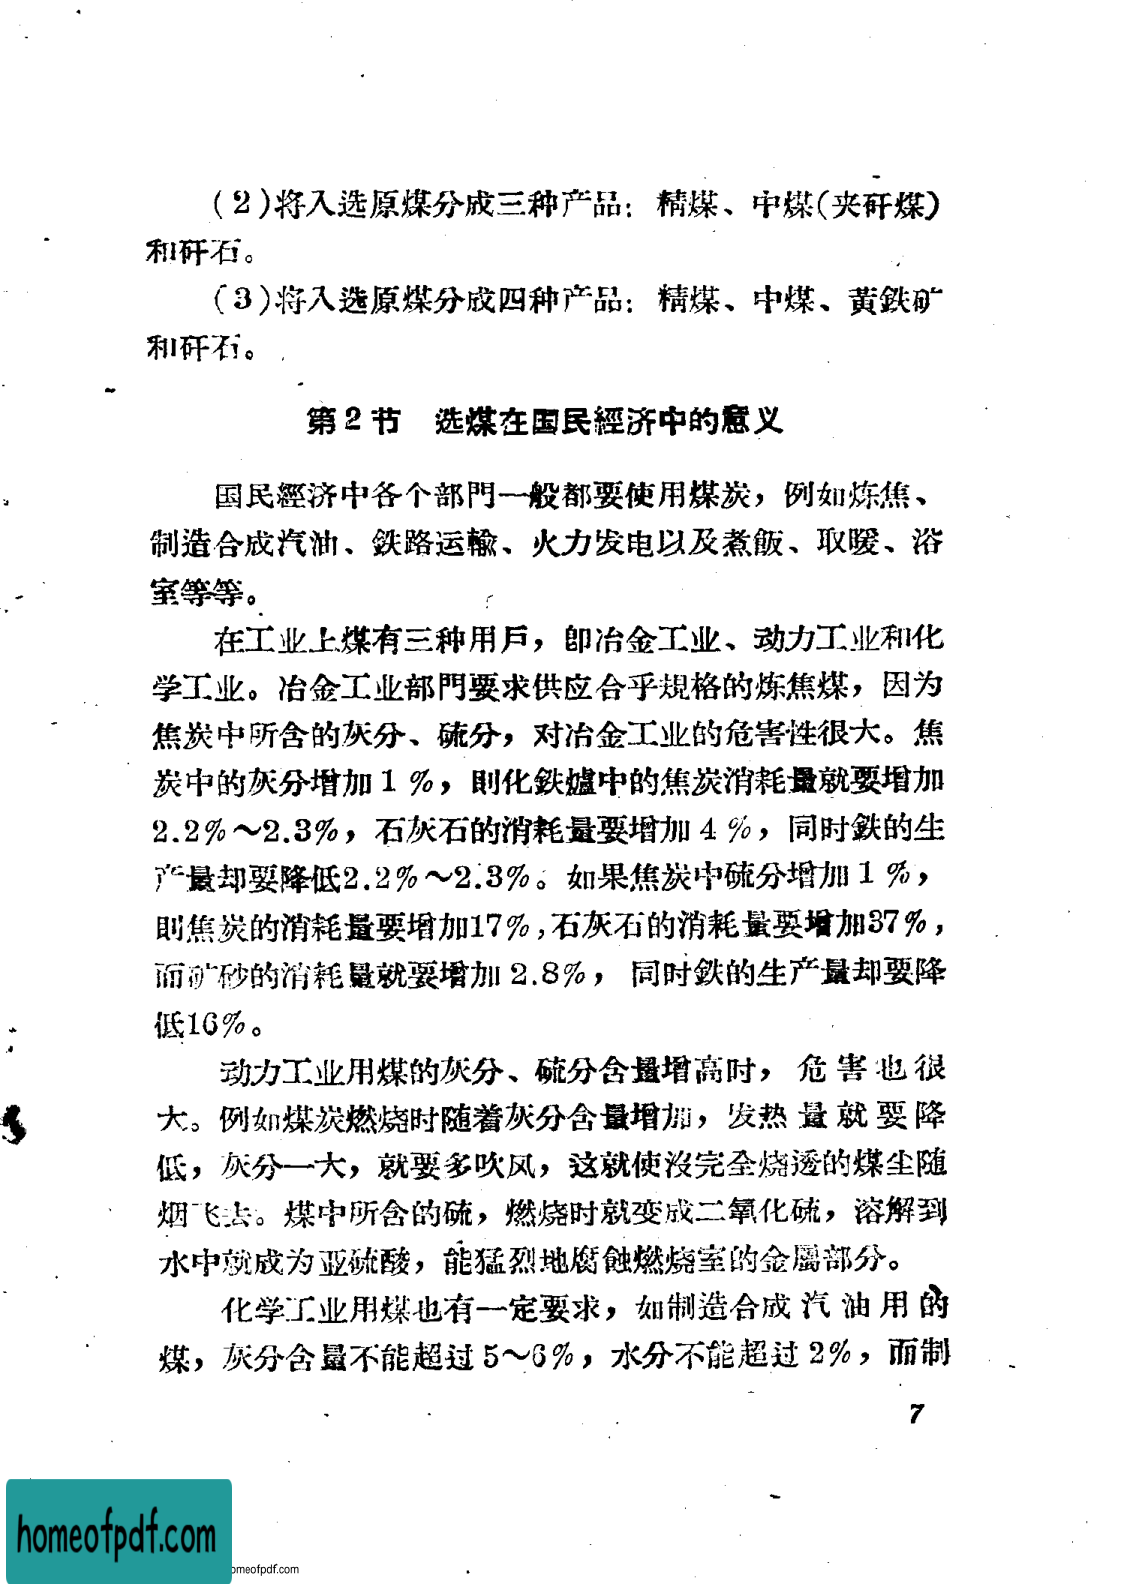 (2)将入选原煤分成三种产品：精煤、中煤(夹矸煤)
和矸石。
(3)将入选原煤分成四种产品：精煤、中煤、黄鉄矿
和矸石。
第2节 选煤在国民經济中的意义
国民經济中各个部門一般都要使用煤炭，例如炼焦、
制造合成汽油、鉄路运輸、火力发电以及煮飯、取暖、浴
室等等。
在工业上煤有三种用戶，卽冶金工业、动力工业和化
学工业。冶金工业部門要求供应合乎規格的炼焦煤，因为
焦炭中所含的灰分、硫分，对冶金工业的危害性很大。焦
炭中的灰分增加1%，則化鉄爐中的焦炭消耗量就要增加
2.2%～2.3%，石灰石的消耗量要增加4%，同时鉄的生
产量却要降低2.2%～2.3%。如果焦炭中硫分增加1%，
則焦炭的消耗量要增加17%，石灰石的消耗量要增加37%，
而矿砂的消耗量就要增加2.8%，同时鉄的生产量却要降
低16%。
动力工业用煤的灰分、硫分含量增高时，危害也很
大。例如煤炭燃烧时随着灰分含量增加，发热量就要降
低，灰分一大，就要多吹风，这就使沒完全烧透的煤尘随
烟飞去。煤中所含的硫，燃烧时就变成二氧化硫，溶解到
水中就成为亚硫酸，能猛烈地腐蝕燃烧室的金屬部分。
化学工业用煤也有一定要求，如制造合成汽油用的
煤，灰分含量不能超过5～6%，水分不能超过2%，而制
7
homeofpdf.com
omeofpdf.com